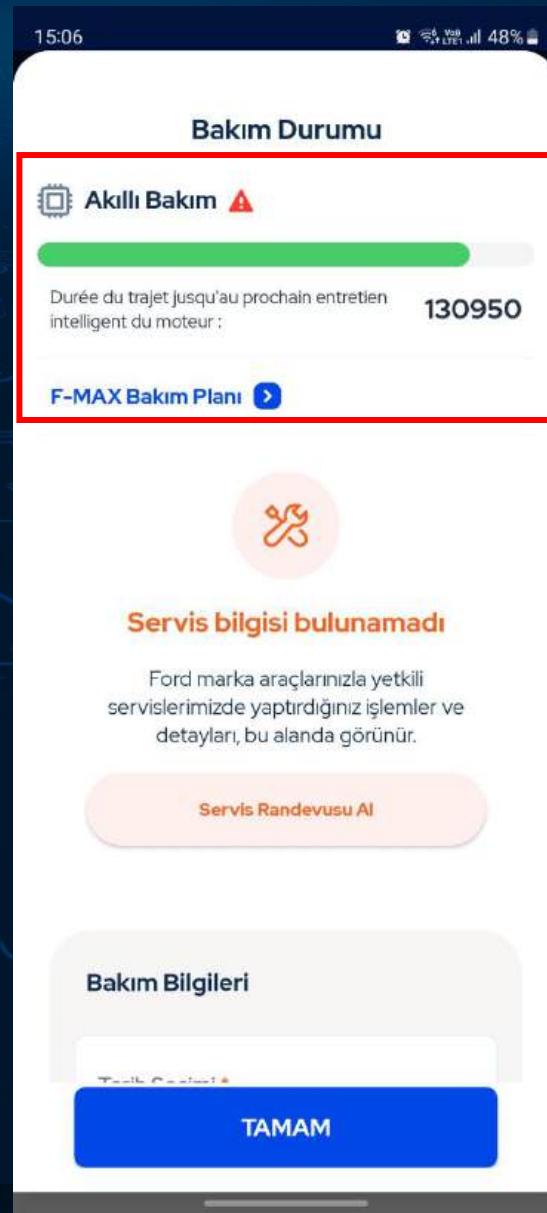 15:06
Vo))
LTE1
48%
Bakım Durumu
Akıllı Bakım
Durée du trajet jusqu'au prochain entretien
intelligent du moteur :
130950
F-MAX Bakım Planı
Servis bilgisi bulunamadı
Ford marka araçlarınızla yetkili
servislerimizde yaptırdığınız işlemler ve
detayları, bu alanda görünür.
Servis Randevusu Al
Bakım Bilgileri
TAMAM